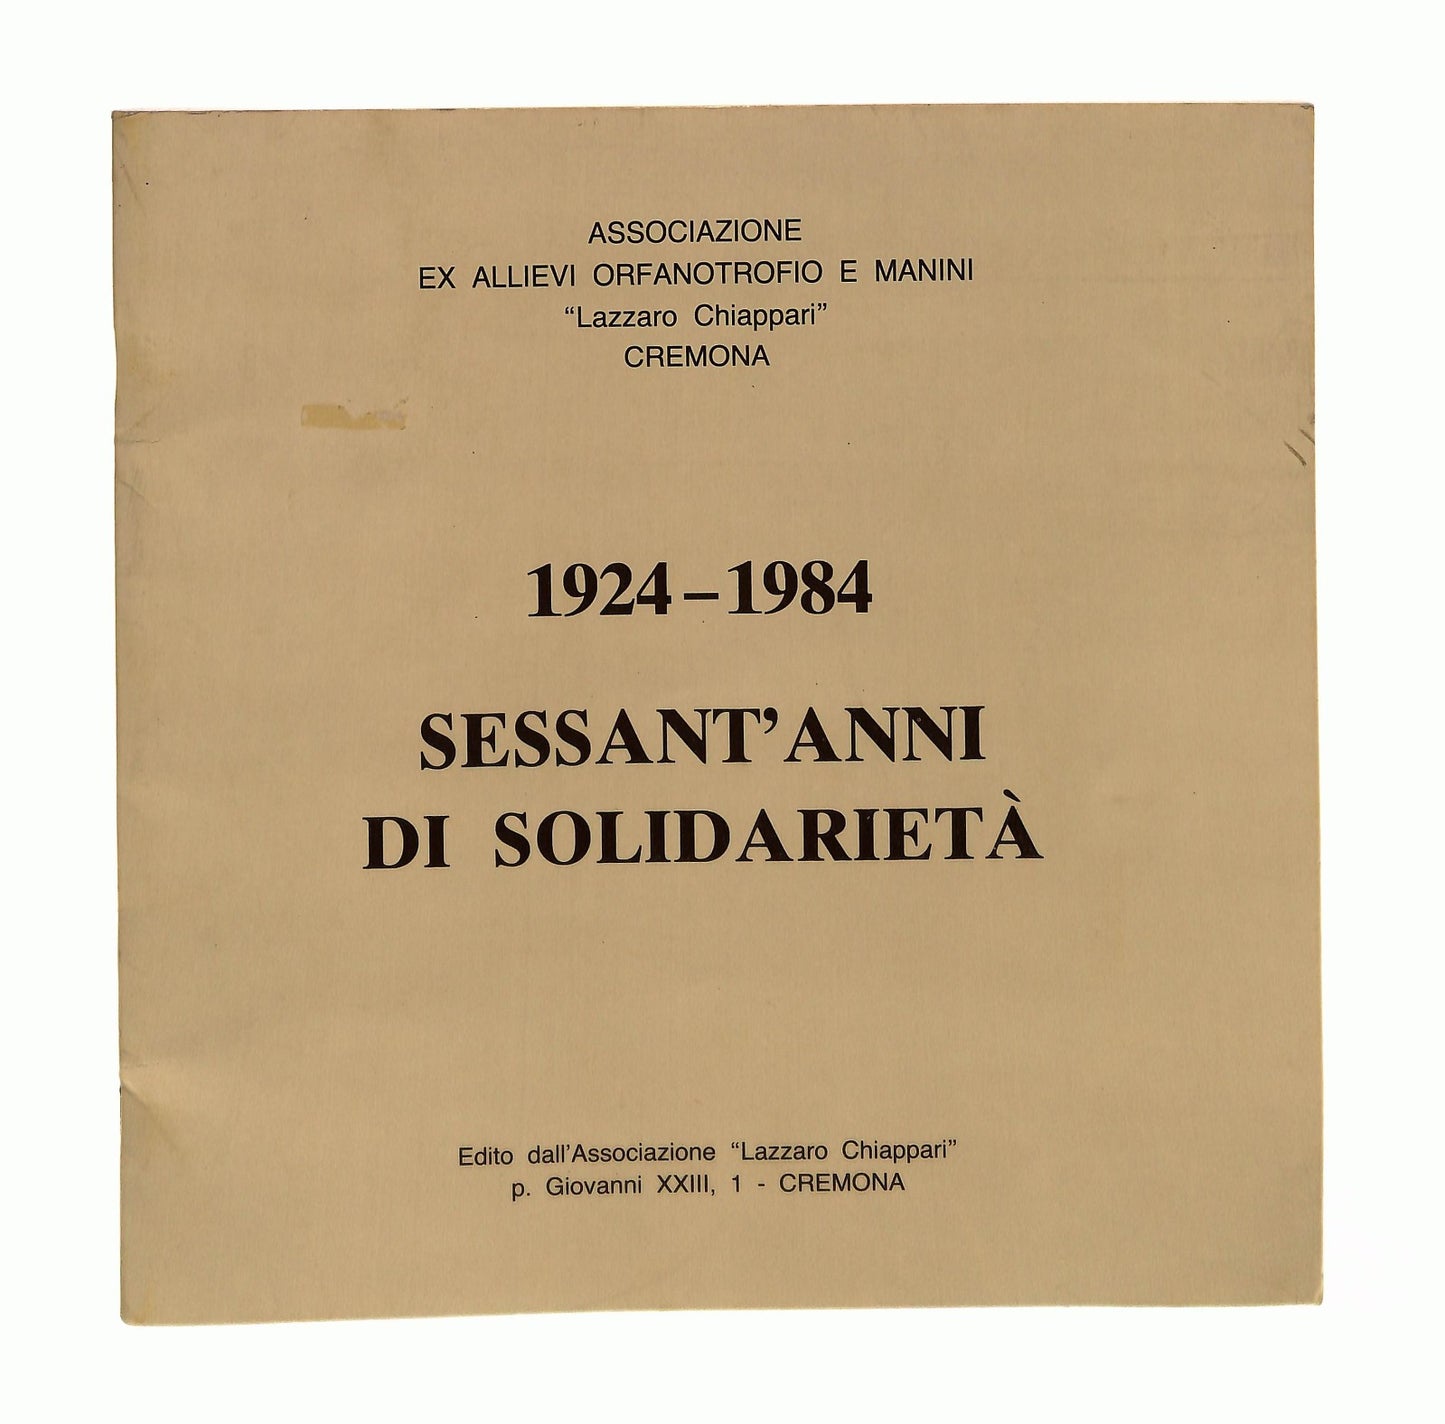 ASSOCIAZIONE
EX ALLIEVI ORFANOTROFIO E MANINI
“Lazzaro Chiappari”
CREMONA
1924–1984
SESSANT’ANNI
DI SOLIDARIETÀ
Edito dall’Associazione “Lazzaro Chiappari”
p. Giovanni XXIII, 1 - CREMONA